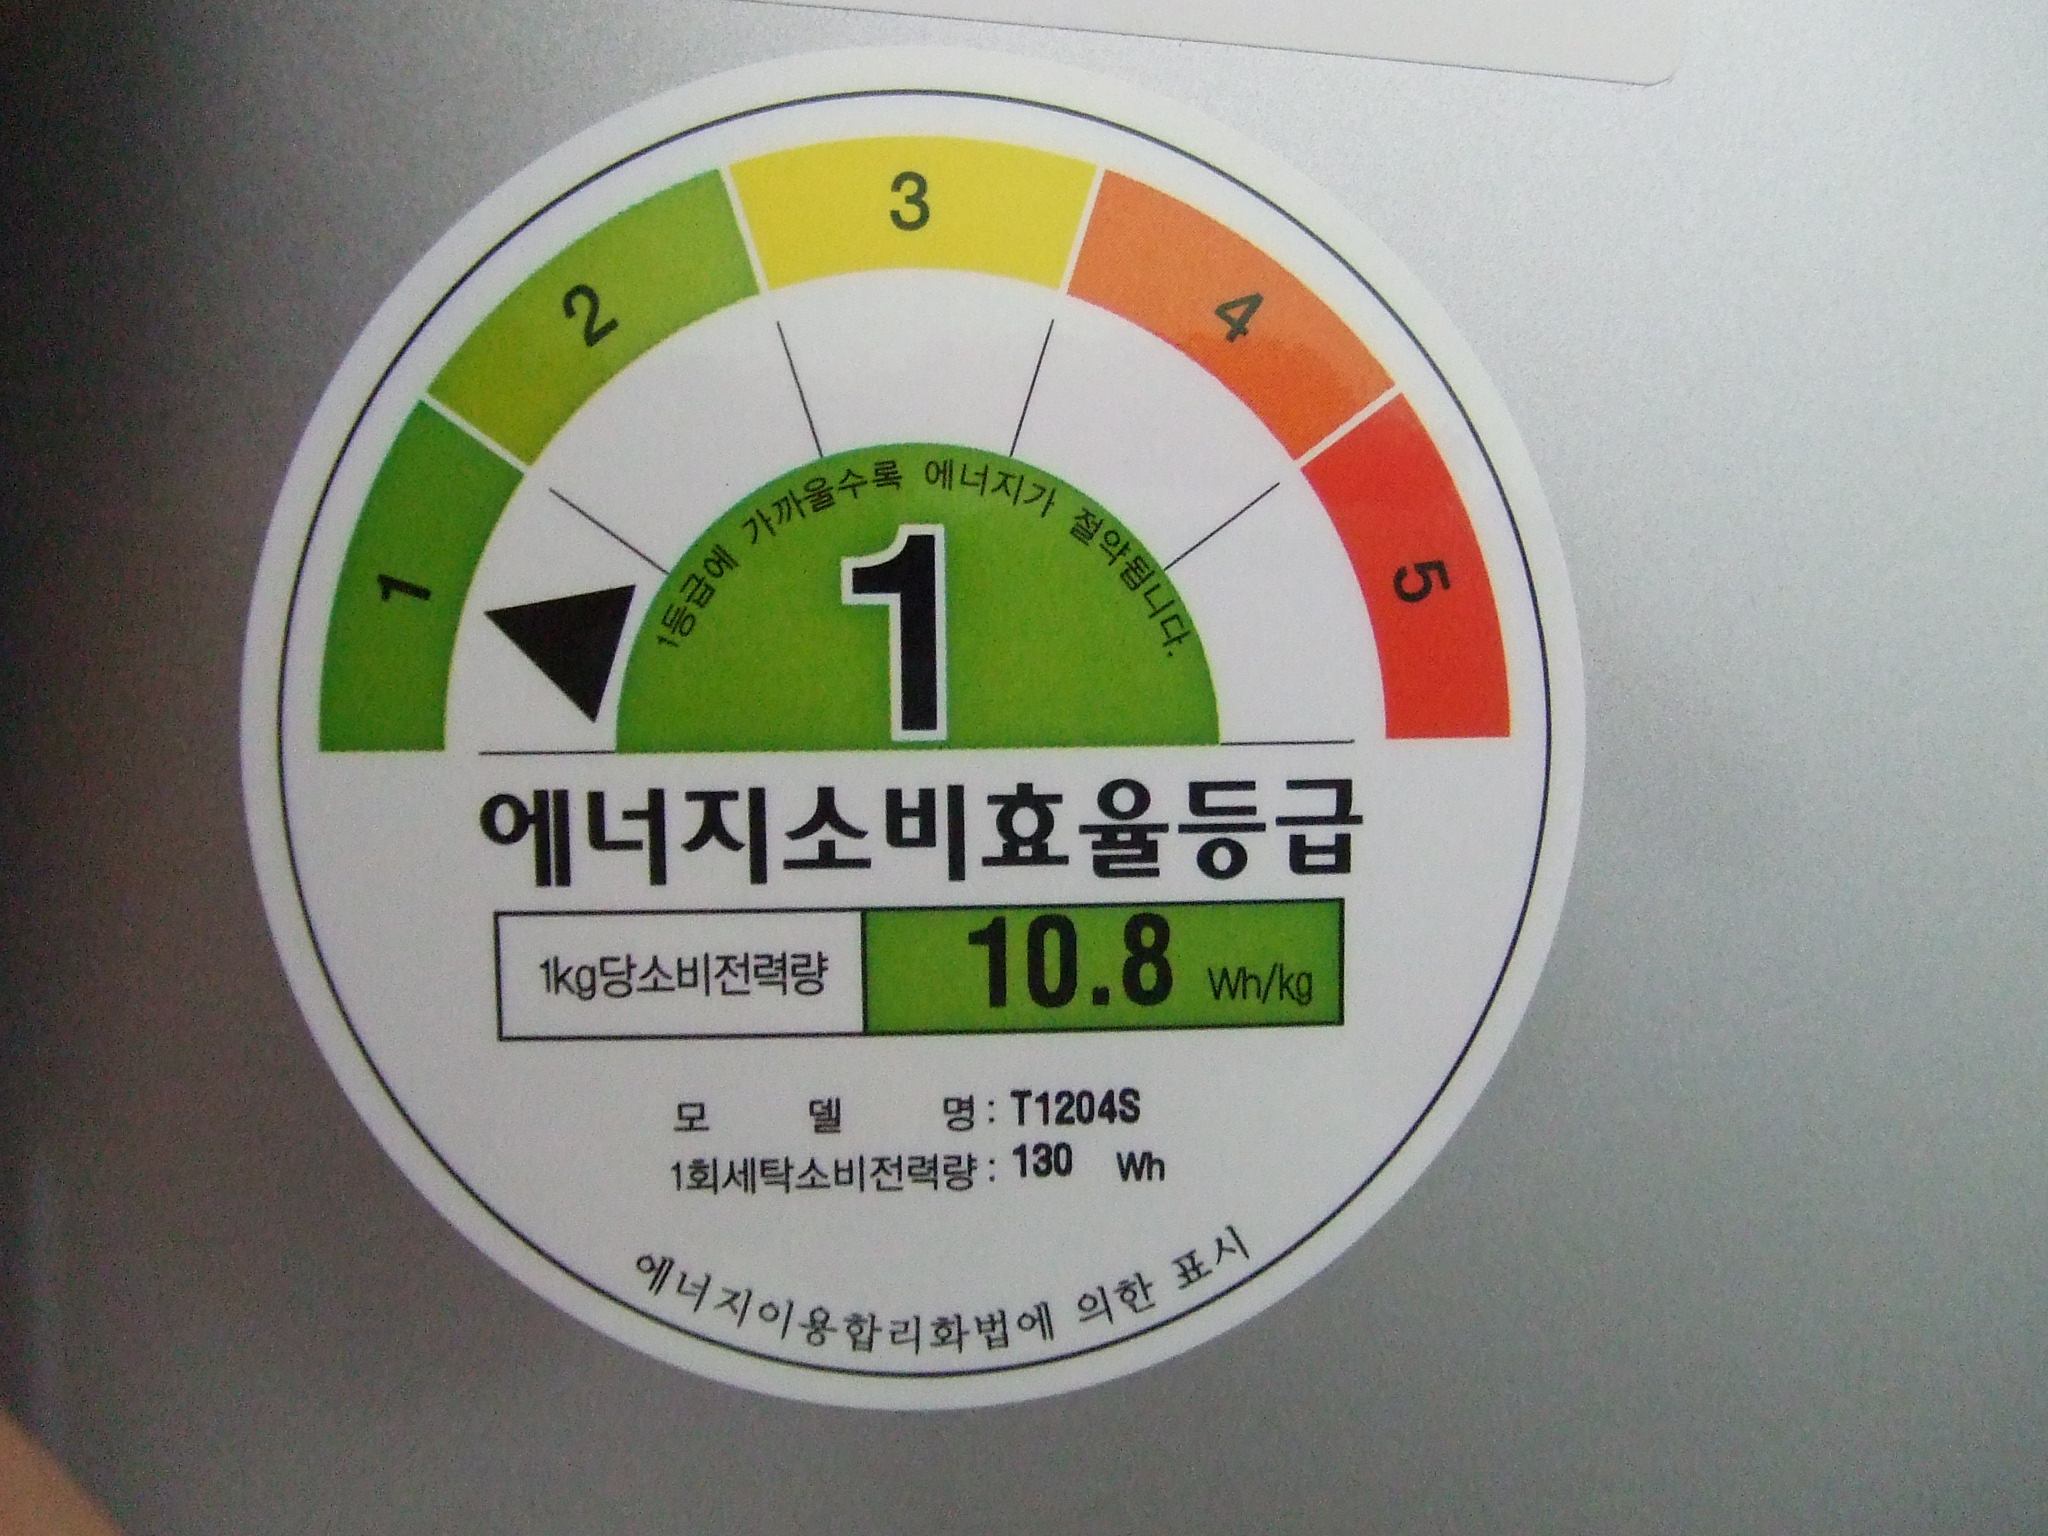 1
2
3
4
5
1등급에 가까울수록 에너지가 절약됩니다.
1
에너지소비효율등급
1kg당소비전력량 10.8 Wh/kg
모 델 명 : T1204S
1회세탁소비전력량 : 130 Wh
에너지이용합리화법에 의한 표시